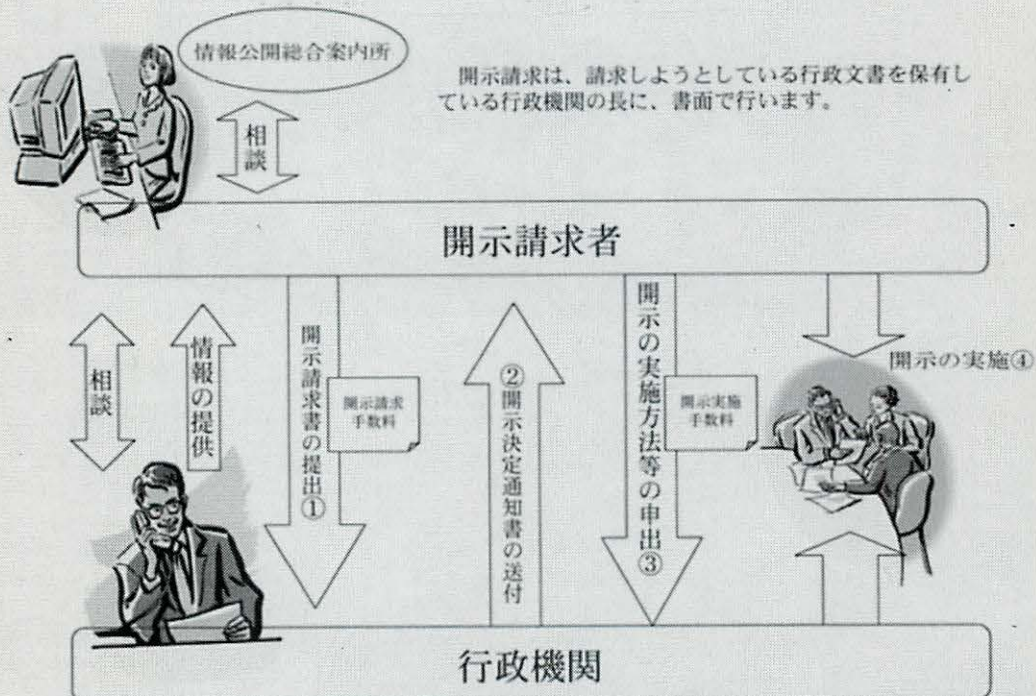 情報公開総合案内所
開示請求は、請求しようとしている行政文書を保有し
ている行政機関の長に、書面で行います。
相談
開示請求者
相談
情報の提供
開示請求書の提出①
開示請求
手数料
②開示決定通知書の送付
開示の実施方法等の申出③
開示実施
手数料
開示の実施④
行政機関